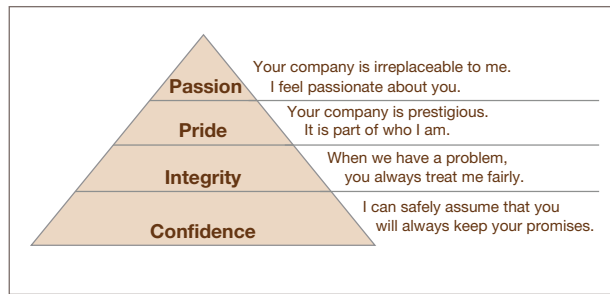 Your company is irreplaceable to me.
Passion I feel passionate about you.
Your company is prestigious.
Pride It is part of who I am.
When we have a problem,
Integrity you always treat me fairly.
I can safely assume that you
will always keep your promises.
Confidence